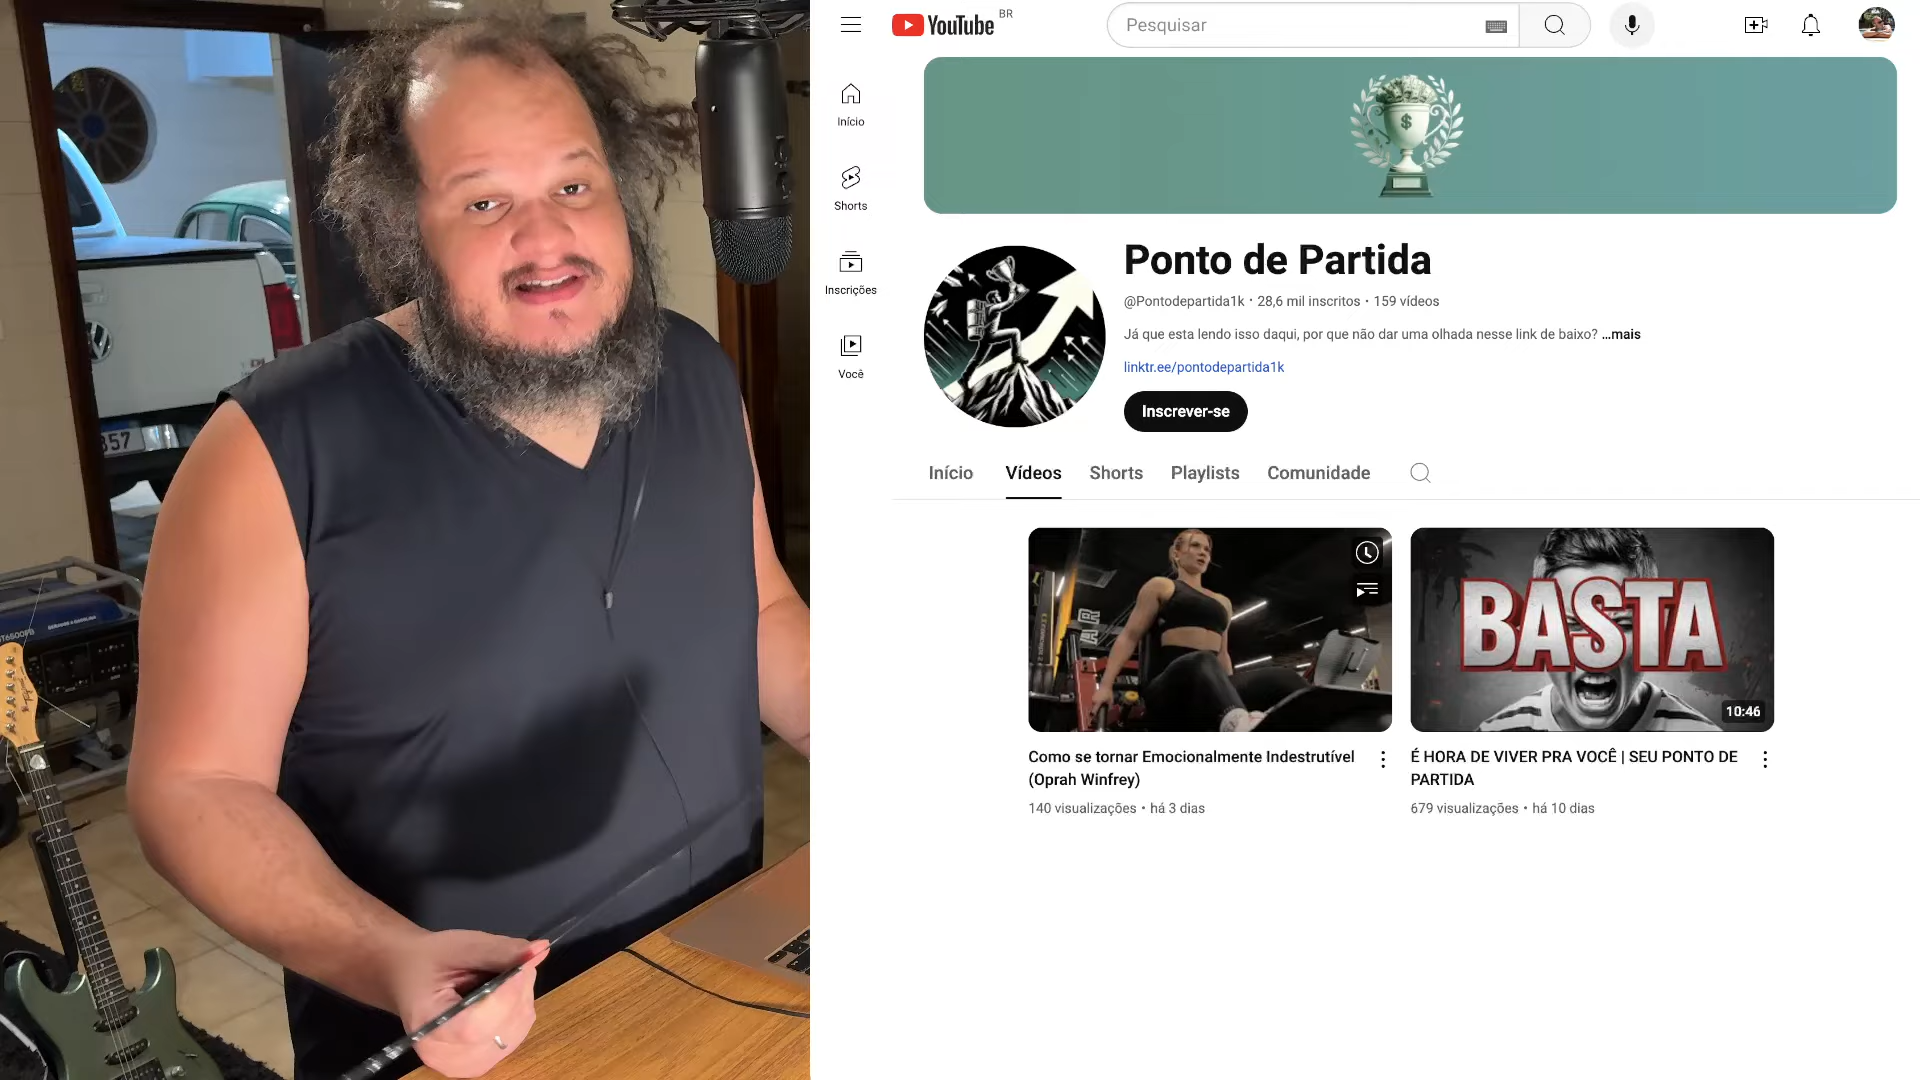 YouTube BR
Pesquisar
Início
Shorts
Inscrições
Você
Ponto de Partida
@Pontodepartida1k • 28,6 mil inscritos • 159 vídeos
Já que esta lendo isso daqui, por que não dar uma olhada nesse link de baixo? ...mais
linktr.ee/pontodepartida1k
Inscrever-se
Início Vídeos Shorts Playlists Comunidade
BASTA
10:46
Como se tornar Emocionalmente Indestrutível
(Oprah Winfrey)
140 visualizações • há 3 dias
É HORA DE VIVER PRA VOCÊ | SEU PONTO DE
PARTIDA
679 visualizações • há 10 dias
$
857